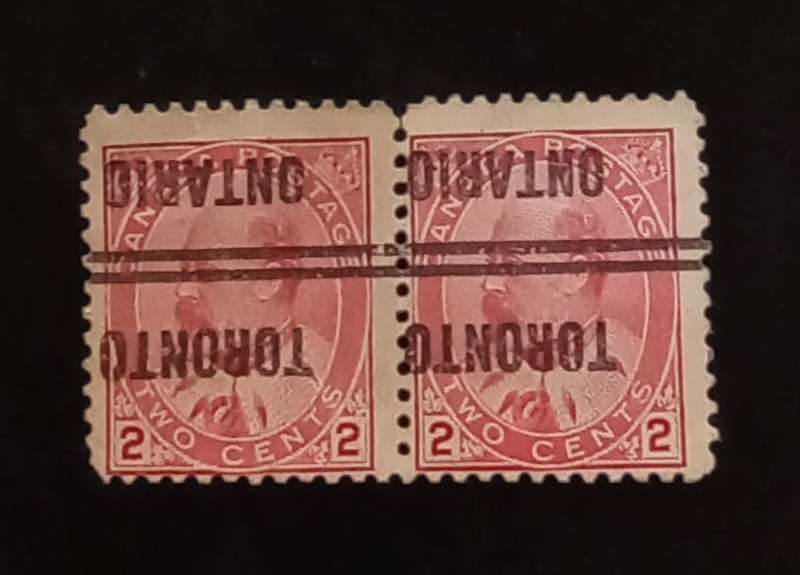 ONTARIO ONTARIO
CANADA POSTAGE CANADA POSTAGE
TORONTO TORONTO
TWO CENTS TWO CENTS
2 2 2 2